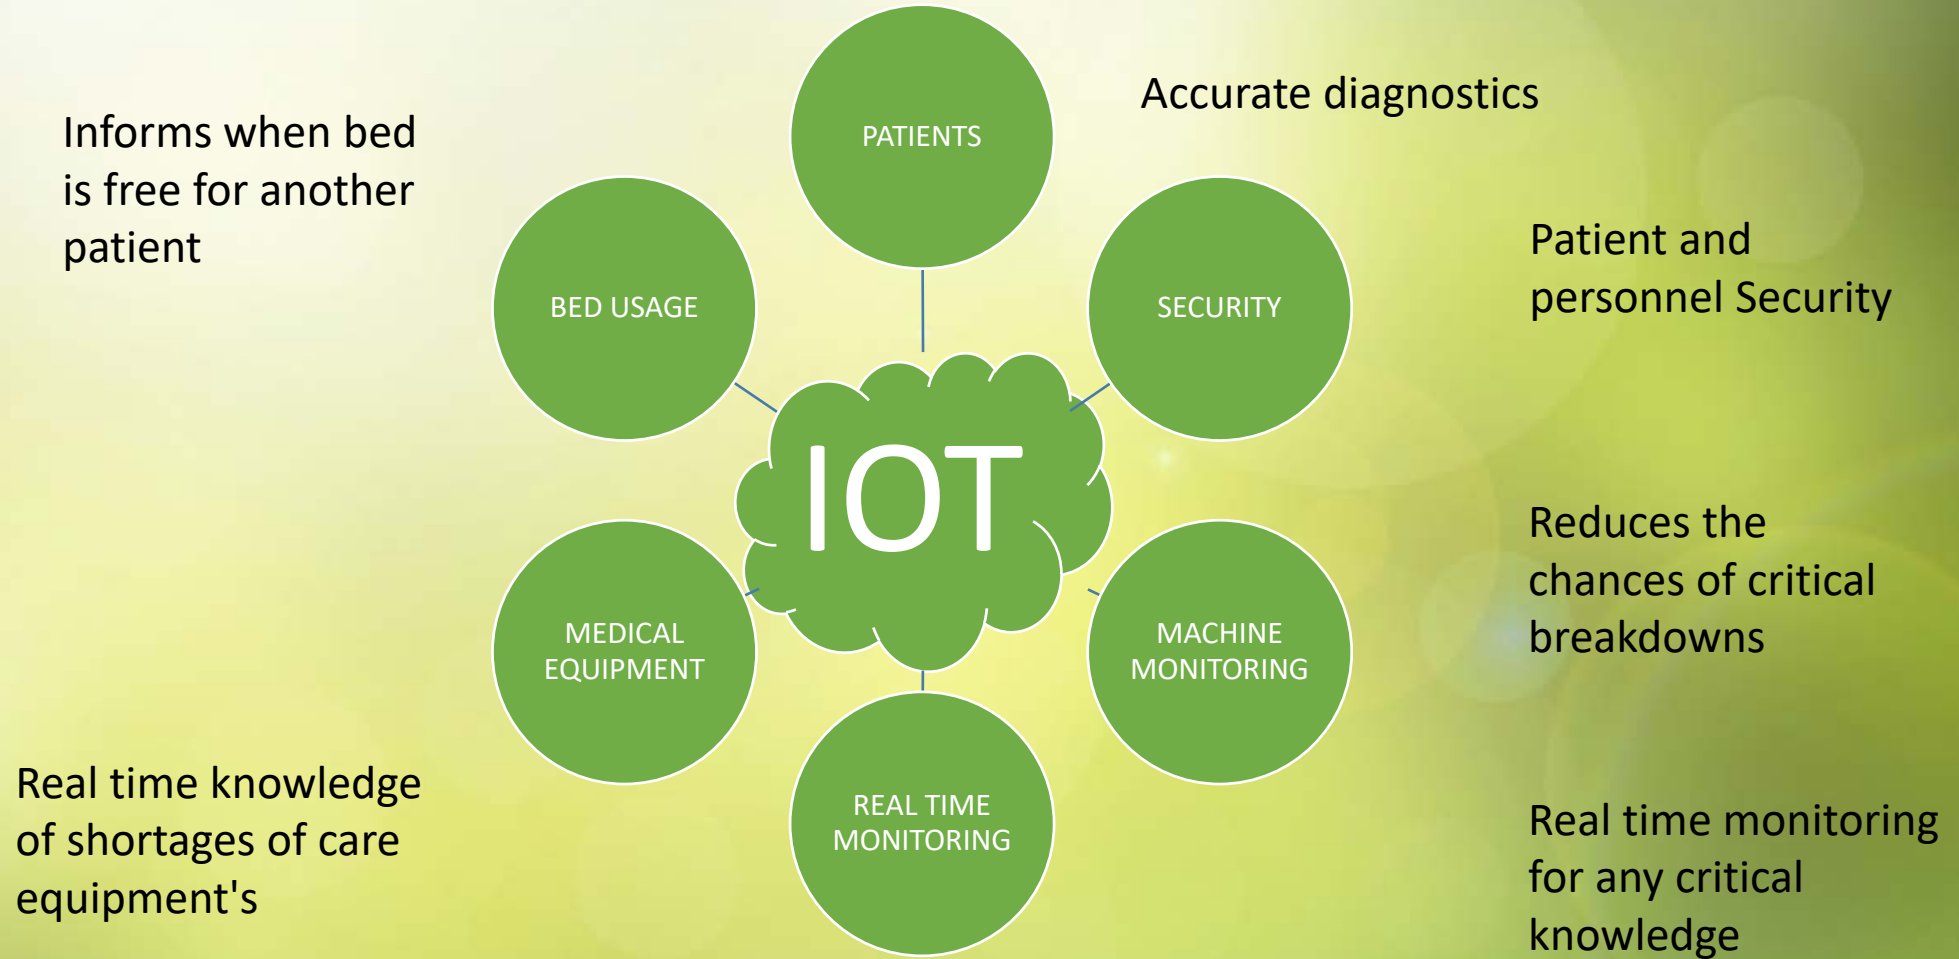 PATIENTS
Accurate diagnostics
Informs when bed
is free for another
patient
BED USAGE
SECURITY
Patient and
personnel Security
IOT
MEDICAL
EQUIPMENT
MACHINE
MONITORING
Reduces the
chances of critical
breakdowns
Real time knowledge
of shortages of care
equipment's
REAL TIME
MONITORING
Real time monitoring
for any critical
knowledge